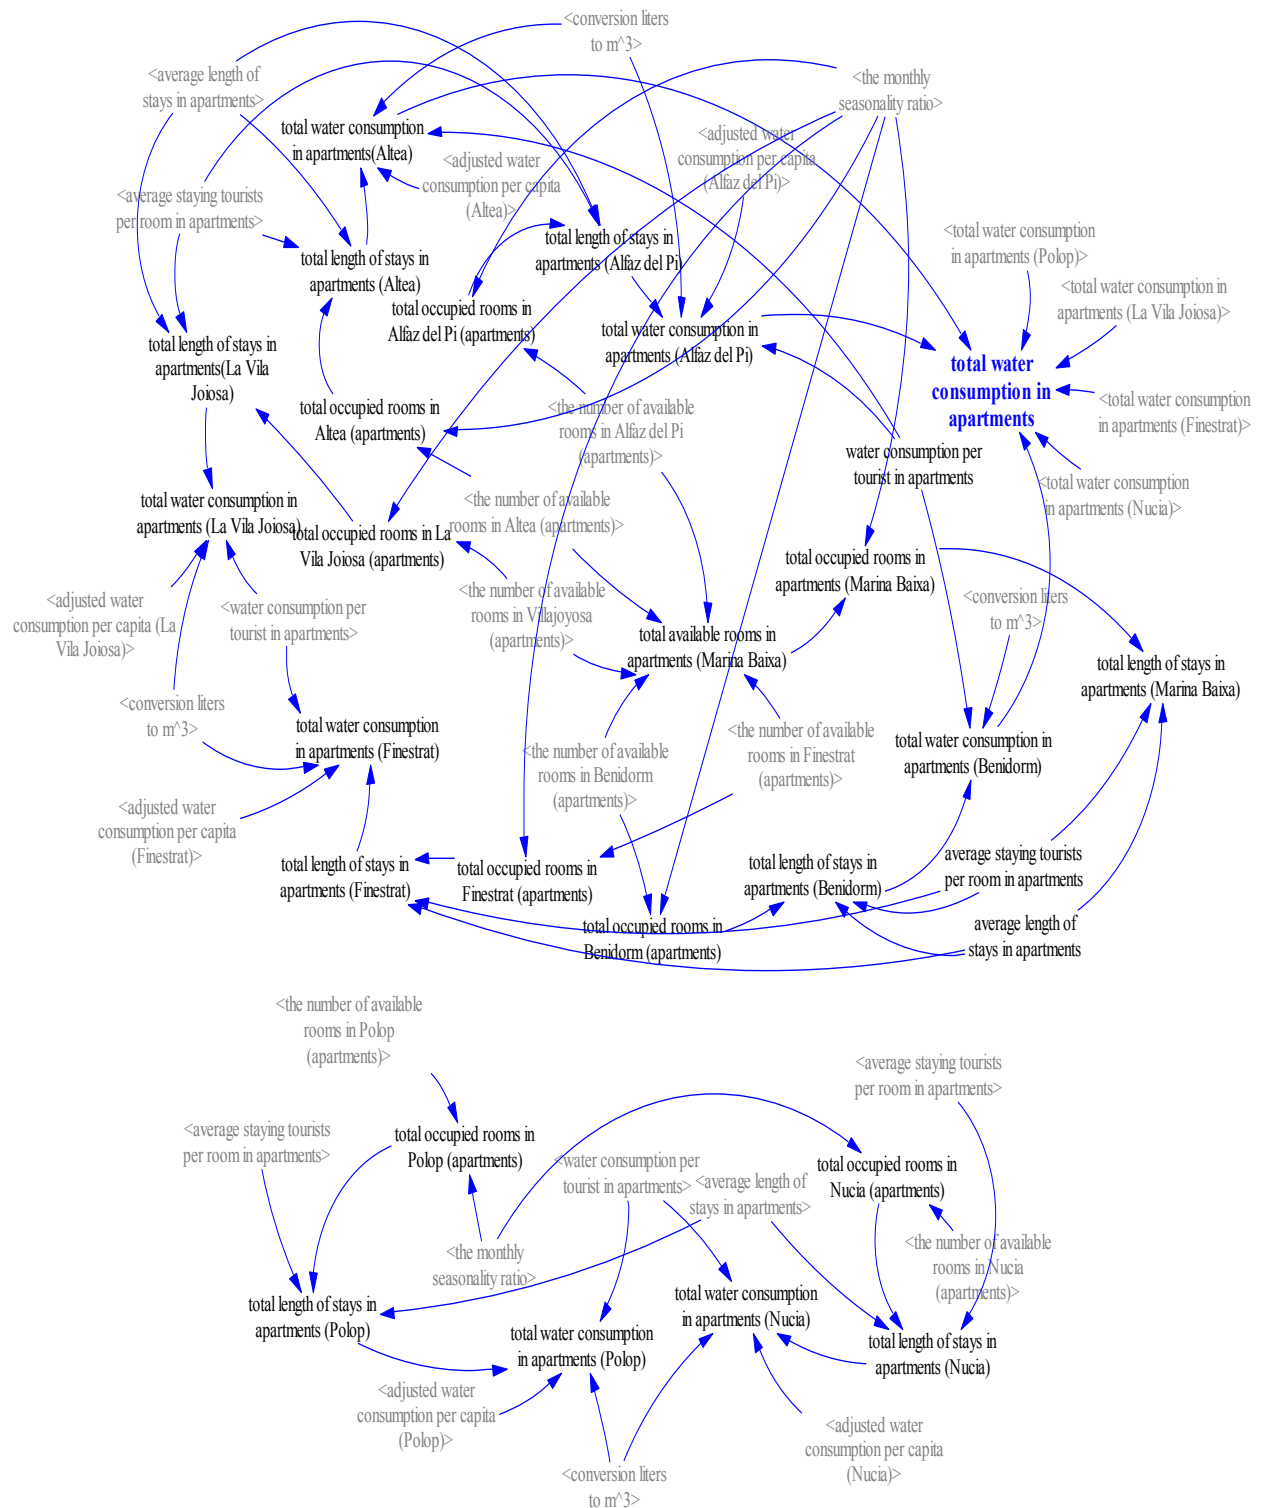 <conversion liters
to m^3>
<average length of
stays in apartments>
<the monthly
seasonality ratio>
total water consumption
in apartments(Altea)
<adjusted water
consumption per capita
(Alfaz del Pi)>
<adjusted water
consumption per capita
(Altea)>
<average staying tourists
per room in apartments>
total length of stays in
apartments (Alfaz del Pi)
<total water consumption
in apartments (Polop)>
total length of stays in
apartments (Altea)
<total water consumption in
apartments (La Vila Joiosa)>
total occupied rooms in
Alfaz del Pi (apartments)
total water consumption in
apartments (Alfaz del Pi)
total length of stays in
apartments(La Vila
Joiosa)
total water
consumption in
apartments
<total water consumption
in apartments (Finestrat)>
total occupied rooms in
Altea (apartments)
<the number of available
rooms in Alfaz del Pi
(apartments)>
water consumption per
tourist in apartments
<total water consumption
in apartments (Nucia)>
total water consumption in
apartments (La Vila Joiosa)
<the number of available
rooms in Altea (apartments)>
total occupied rooms in La
Vila Joiosa (apartments)
total occupied rooms in
apartments (Marina Baixa)
<adjusted water
consumption per capita (La
Vila Joiosa)>
<water consumption per
tourist in apartments>
<the number of available
rooms in Villajoyosa
(apartments)>
<conversion liters
to m^3>
total available rooms in
apartments (Marina Baixa)
total length of stays in
apartments (Marina Baixa)
<conversion liters
to m^3>
total water consumption
in apartments (Finestrat)
<the number of available
rooms in Benidorm
(apartments)>
<the number of available
rooms in Finestrat
(apartments)>
total water consumption in
apartments (Benidorm)
<adjusted water
consumption per capita
(Finestrat)>
total length of stays in
apartments (Finestrat)
total occupied rooms in
Finestrat (apartments)
total length of stays in
apartments (Benidorm)
average staying tourists
per room in apartments
total occupied rooms in
Benidorm (apartments)
average length of
stays in apartments
<the number of available
rooms in Polop
(apartments)>
<average staying tourists
per room in apartments>
<average staying tourists
per room in apartments>
total occupied rooms in
Polop (apartments)
<water consumption per
tourist in apartments>
<average length of
stays in apartments>
total occupied rooms in
Nucia (apartments)
<the monthly
seasonality ratio>
<the number of available
rooms in Nucia
(apartments)>
total length of stays in
apartments (Polop)
total water consumption
in apartments (Nucia)
total water consumption
in apartments (Polop)
total length of stays in
apartments (Nucia)
<adjusted water
consumption per capita
(Polop)>
<adjusted water
consumption per capita
(Nucia)>
<conversion liters
to m^3>